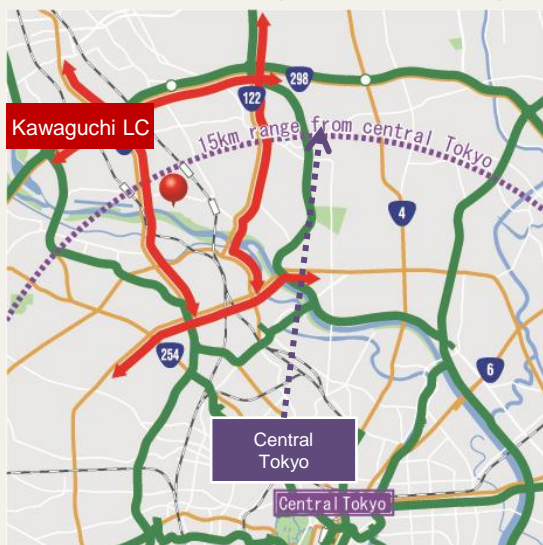 298
122
Kawaguchi LC
15km range from central Tokyo
4
254
6
Central
Tokyo
Central Tokyo